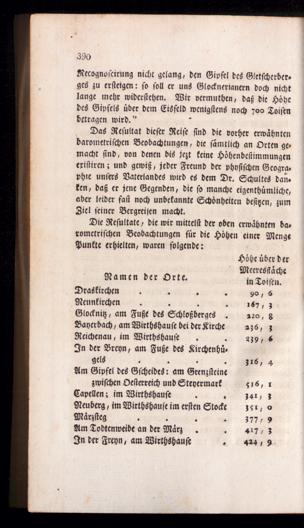 390
Recognoscirung nicht gelang, den Gipfel des Gletscherber-
ges zu ersteigen: so soll er uns Glocknerianern doch nicht
lange mehr widerstehen. Wir vermuthen, daß die Höhe
des Gipfels über dem Eisfeld wenigstens noch 700 Toisen
betragen wird."
Das Resultat dieser Reise sind die vorher erwähnten
barometrischen Beobachtungen, die sämtlich an Orten ge-
macht sind, von denen bis jezt keine Höhenbestimmungen
existiren; und gewiß, jeder Freund der physischen Geogra-
phie unsers Vaterlandes wird es dem Dr. Schultes dan-
ken, daß er jene Gegenden, die so manche eigenthümliche,
aber leider fast noch unbekannte Schönheiten besitzen, zum
Ziel seiner Bergreisen macht.
Die Resultate, die wir mittelst der oben erwähnten ba-
rometrischen Beobachtungen für die Höhen einer Menge
Punkte erhielten, waren folgende:
Höhe über der
Meeresfläche
Namen der Orte. in Toisen.
Draskirchen . . . . 90, 6
Neunkirchen . . . . 167, 3
Glocknitz, am Fuße des Schloßberges . 220, 8
Bayerbach, am Wirthshause bei der Kirche 236, 3
Reichenau, im Wirthshause . . 239, 6
In der Breyn, am Fuße des Kirchenhü-
gels . . . . 316, 4
Am Gipfel des Gscheides: am Grenzsteine
zwischen Oesterreich und Steyermark 516, 1
Capellen; im Wirthshause . . 341, 3
Neuberg, im Wirthshause im ersten Stocke 351, 0
Märzsteg . . . . 377, 9
Am Todtenweide an der März . . 417, 3
In der Freyn, am Wirthshause . 424, 9